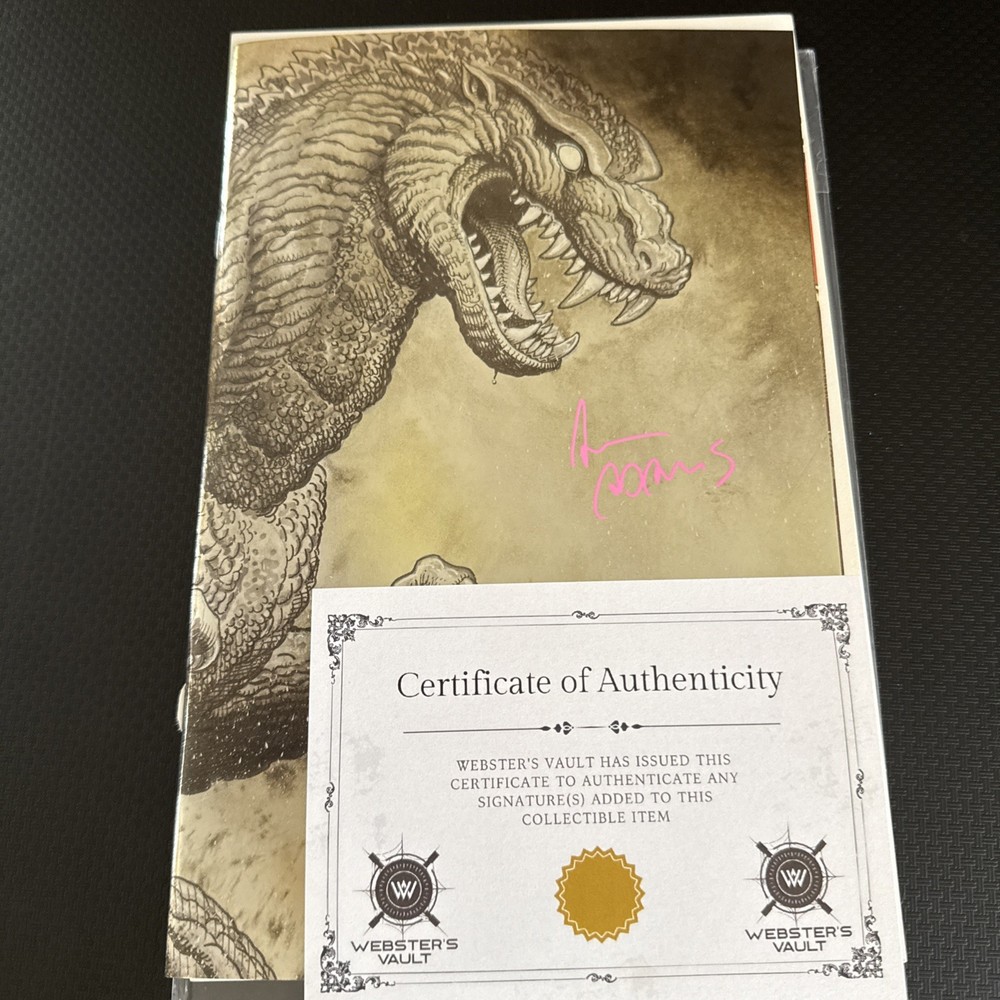 A Adams
Certificate of Authenticity
WEBSTER'S VAULT HAS ISSUED THIS
CERTIFICATE TO AUTHENTICATE ANY
SIGNATURE(S) ADDED TO THIS
COLLECTIBLE ITEM
W
WEBSTER'S
VAULT
W
WEBSTER'S
VAULT